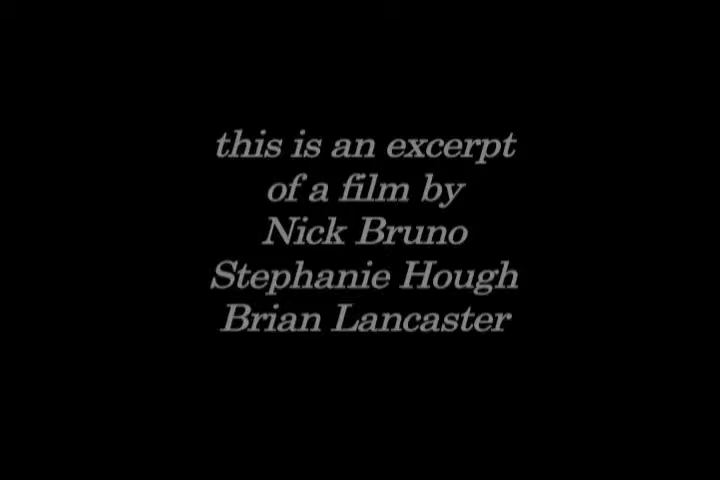 this is an excerpt
of a film by
Nick Bruno
Stephanie Hough
Brian Lancaster